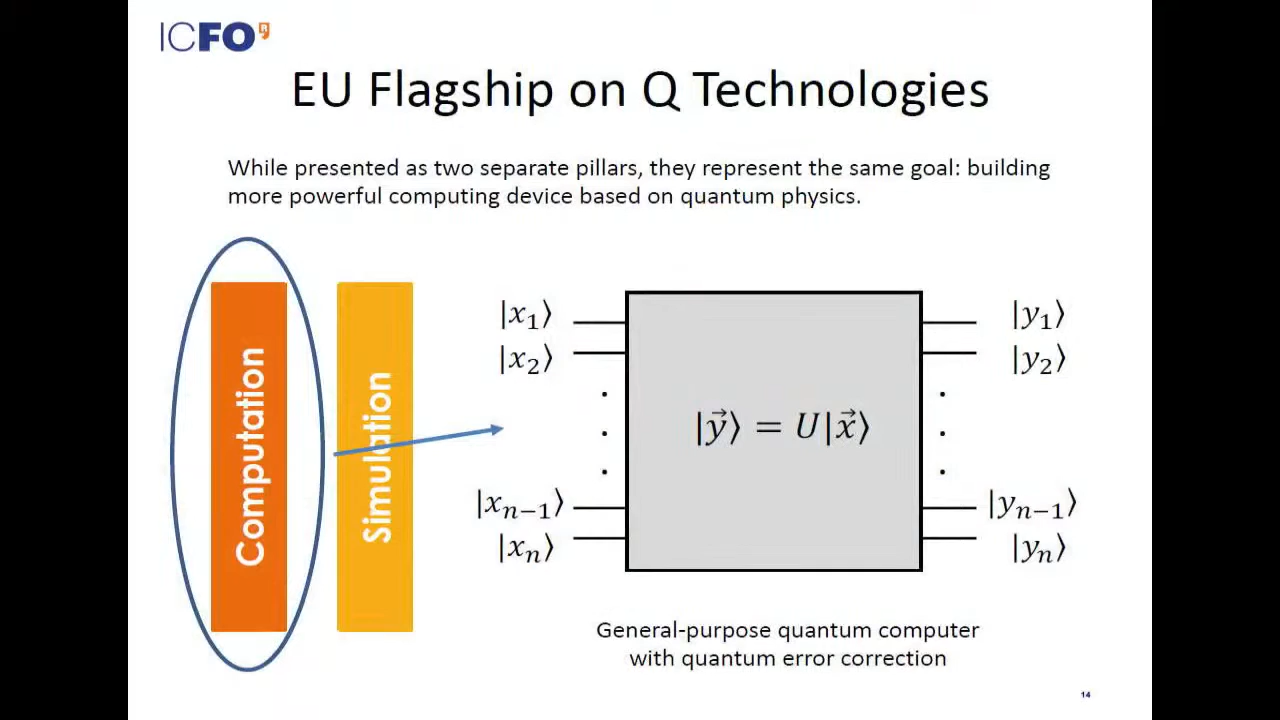 ICFO
R
EU Flagship on Q Technologies
While presented as two separate pillars, they represent the same goal: building
more powerful computing device based on quantum physics.
Computation
Simulation
|x₁⟩
|x₂⟩
|xₙ₋₁⟩
|xₙ⟩
|y⃗⟩ = U|x⃗⟩
|y₁⟩
|y₂⟩
|yₙ₋₁⟩
|yₙ⟩
General-purpose quantum computer
with quantum error correction
14